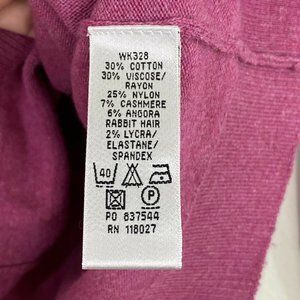 WK328
30% COTTON
30% VISCOSE/
RAYON
25% NYLON
7% CASHMERE
6% ANGORA
RABBIT HAIR
2% LYCRA/
ELASTANE/
SPANDEX
40
P
PO 837544
RN 118027